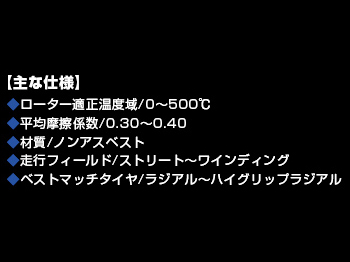 【主な仕様】
◆ローター適正温度域/0～500℃
◆平均摩擦係数/0.30～0.40
◆材質/ノンアスベスト
◆走行フィールド/ストリート～ワインディング
◆ベストマッチタイヤ/ラジアル～ハイグリップラジアル